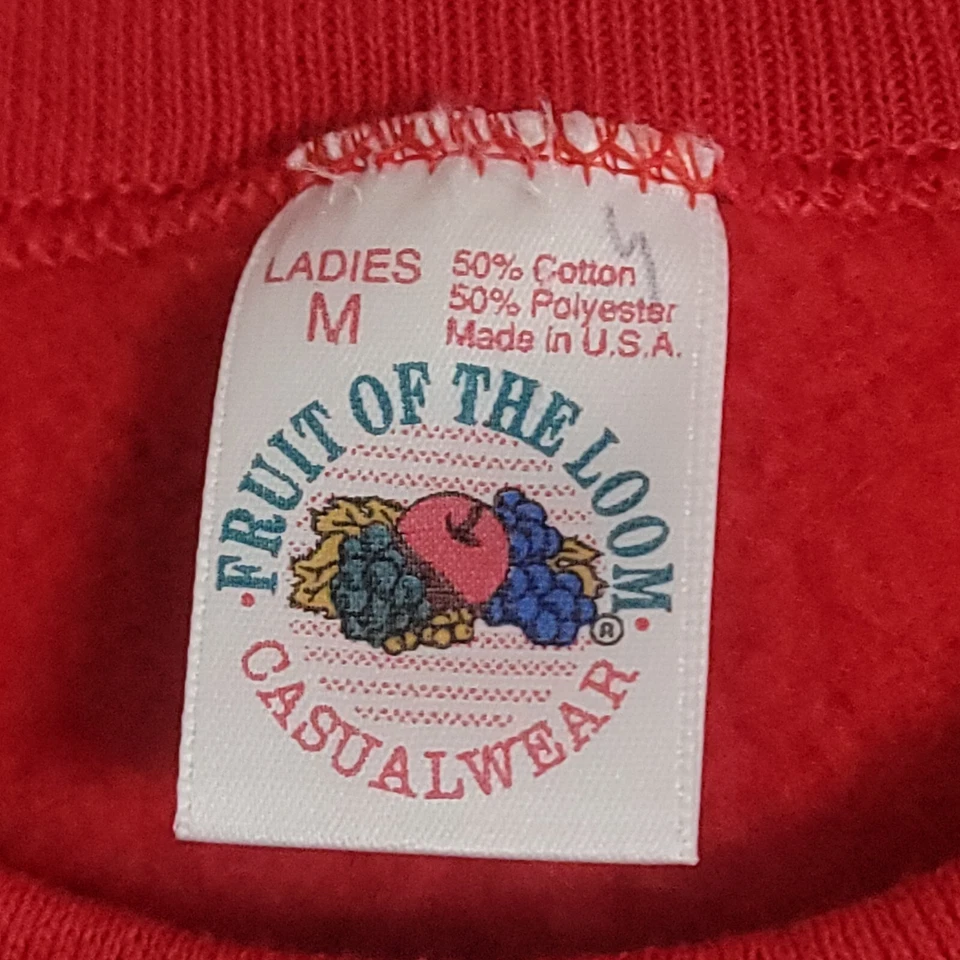 LADIES
M
50% Cotton
50% Polyester
Made in U.S.A.
•FRUIT OF THE LOOM•
®
CASUALWEAR